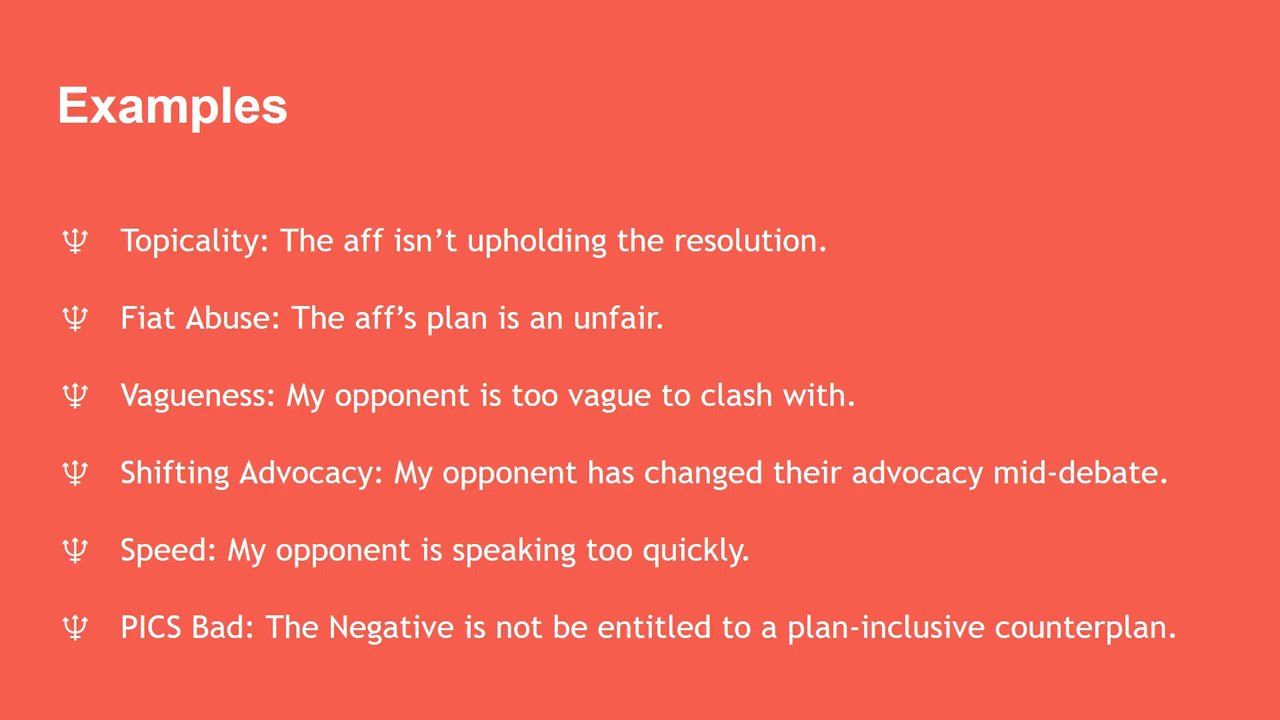 Examples
♆ Topicality: The aff isn’t upholding the resolution.
♆ Fiat Abuse: The aff’s plan is an unfair.
♆ Vagueness: My opponent is too vague to clash with.
♆ Shifting Advocacy: My opponent has changed their advocacy mid-debate.
♆ Speed: My opponent is speaking too quickly.
♆ PICS Bad: The Negative is not be entitled to a plan-inclusive counterplan.